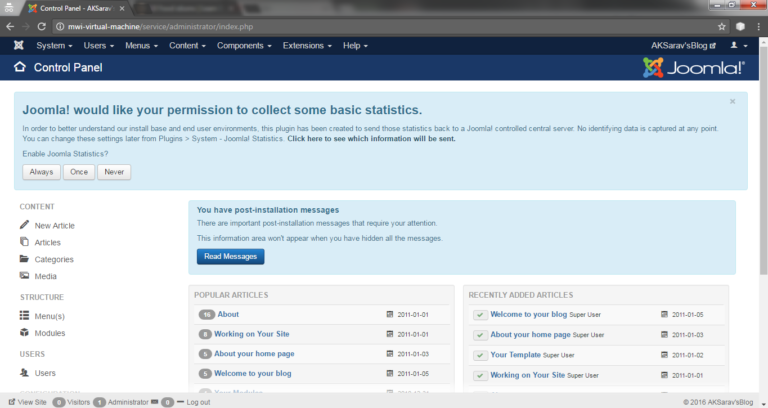 Control Panel - AKSarav
mwi-virtual-machine/service/administrator/index.php
System Users Menus Content Components Extensions Help AKSarav'sBlog
Control Panel Joomla!
Joomla! would like your permission to collect some basic statistics.
In order to better understand our install base and end user environments, this plugin has been created to send those statistics back to a Joomla! controlled central server. No identifying data is captured at any point.
You can change these settings later from Plugins > System - Joomla! Statistics. Click here to see which information will be sent.
Enable Joomla Statistics?
Always Once Never
CONTENT
New Article
Articles
Categories
Media
STRUCTURE
Menu(s)
Modules
USERS
Users
You have post-installation messages
There are important post-installation messages that require your attention.
This information area won't appear when you have hidden all the messages.
Read Messages
POPULAR ARTICLES
16 About 2011-01-01
8 Working on Your Site 2011-01-01
5 About your home page 2011-01-03
5 Welcome to your blog 2011-01-05
RECENTLY ADDED ARTICLES
Welcome to your blog Super User 2011-01-05
About your home page Super User 2011-01-03
Your Template Super User 2011-01-02
Working on Your Site Super User 2011-01-01
View Site 0 Visitors 1 Administrator 0 Log out © 2016 AKSarav'sBlog